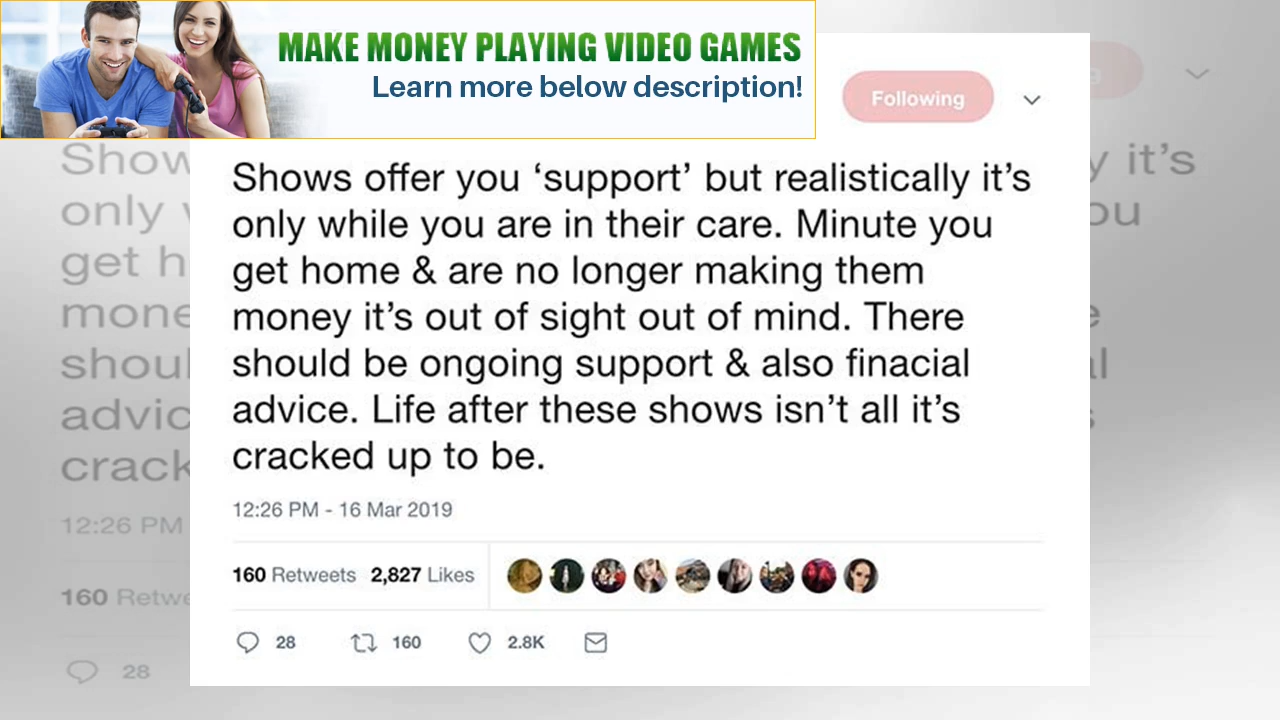 MAKE MONEY PLAYING VIDEO GAMES
Learn more below description!
Following
Shows offer you ‘support’ but realistically it’s
only while you are in their care. Minute you
get home & are no longer making them
money it’s out of sight out of mind. There
should be ongoing support & also finacial
advice. Life after these shows isn’t all it’s
cracked up to be.
12:26 PM - 16 Mar 2019
160 Retweets 2,827 Likes
28 160 2.8K